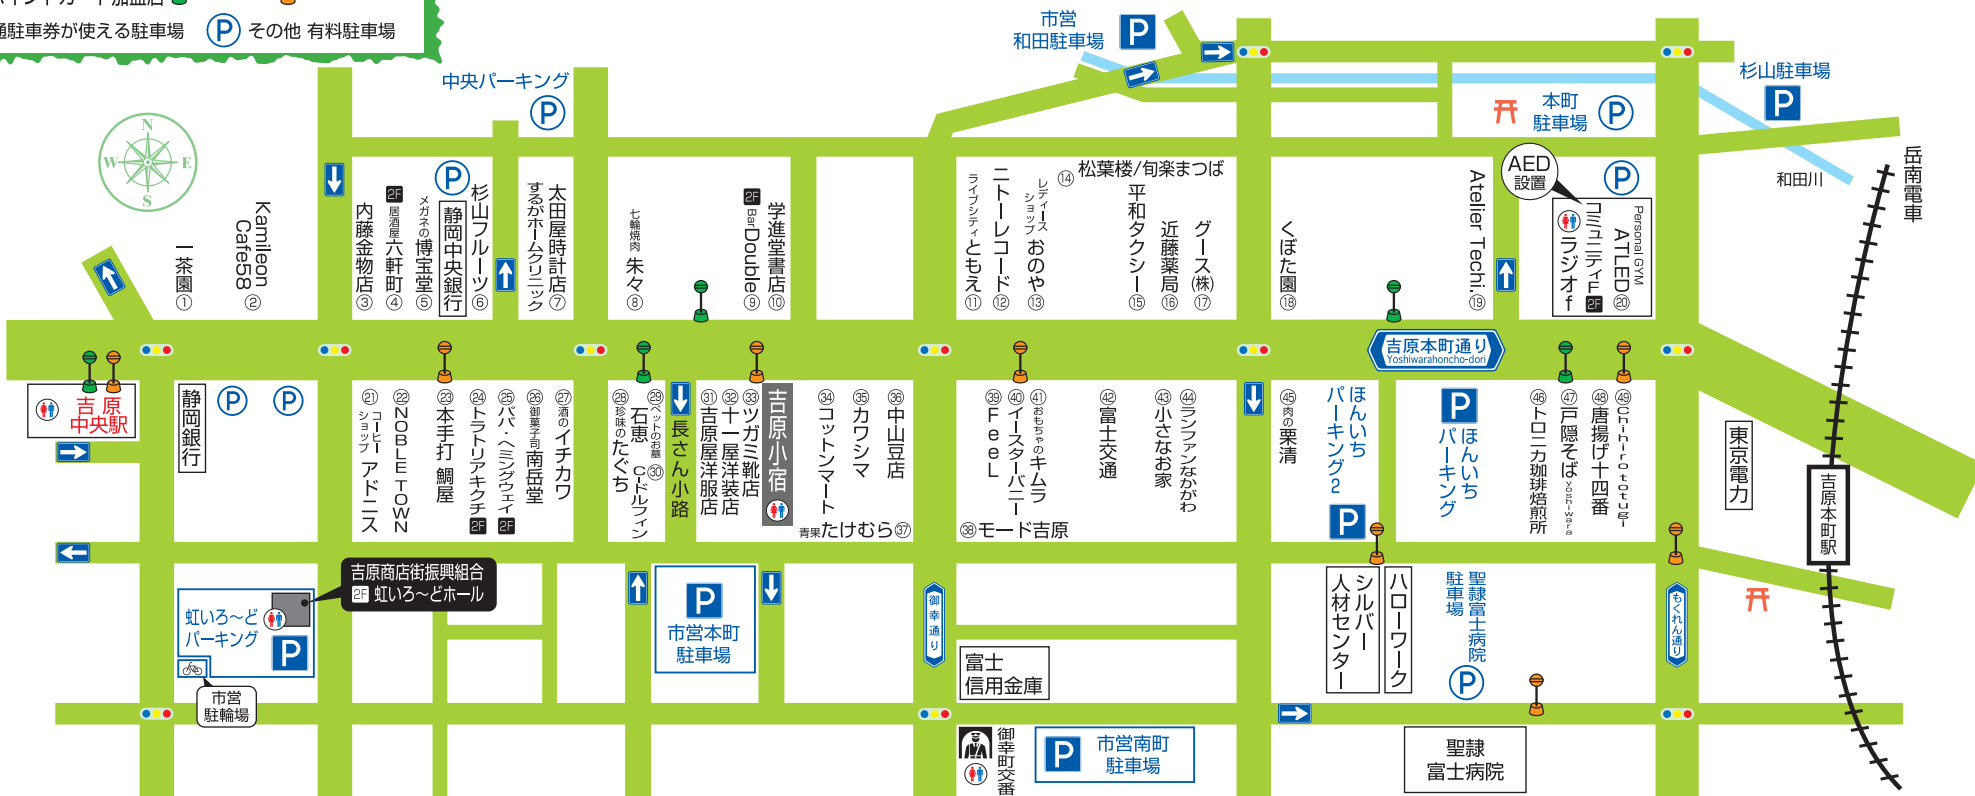 通駐車券が使える駐車場
P その他 有料駐車場
N
W
E
S
中央パーキング
P
市営
和田駐車場
P
杉山駐車場
P
本町
駐車場
P
和田川
岳南電車
AED
設置
一茶園①
Kamileon
Cafe58 ②
内藤金物店③
2F 居酒屋 六軒町④
メガネの博宝堂⑤
P
静岡中央銀行
杉山フルーツ⑥
太田屋時計店⑦
するがホームクリニック
七輪焼肉 朱々⑧
2F Bar Double⑨
学進堂書店⑩
ライブシティ ともえ⑪
ニトーレコード⑫
レディースショップ おのや⑬
⑭松葉楼/旬楽まつば
平和タクシー⑮
近藤薬局⑯
グース(株)⑰
くぼた園⑱
Atelier Techi.⑲
P
Personal GYM
ATLED⑳
コミュニティF 2F
ラジオf
吉原本町通り
Yoshiwarahoncho-dori
吉原
中央駅
静岡銀行
P
P
㉑コーヒーショップ アドニス
㉒NOBLE TOWN
㉓本手打 鯛屋
㉔トラトリアキクチ 2F
㉕パパ・ヘミングウェイ 2F
㉖御菓子司 南岳堂
㉗酒のイチカワ
㉘珍味のたぐち
㉙ペットのお墓 石恵
㉚C-ドルフィン
長さん小路
㉛吉原屋洋服店
㉜十一屋洋装店
㉝ツガミ靴店
吉原小宿
㉞コットンマート
㉟カワシマ
㊱中山豆店
青果たけむら㊲
㊳モード吉原
㊴FeeL
㊵イースターバニー
㊶おもちゃのキムラ
㊷富士交通
㊸小さなお家
㊹ランファンなかがわ
㊺肉の栗清
ほんいち
パーキング2
P
P
ほんいち
パーキング
㊻トロニカ珈琲焙煎所
㊼戸隠そば yoshiwara
㊽唐揚げ十四番
㊾Chihiro totugi
東京電力
吉原本町駅
吉原商店街振興組合
2F 虹いろ〜どホール
虹いろ〜ど
パーキング
P
市営
駐輪場
P
市営本町
駐車場
御幸通り
富士
信用金庫
御幸町交番
P
市営南町
駐車場
シルバー
人材センター
ハローワーク
聖隷富士病院
駐車場
P
もくれん通り
聖隷
富士病院